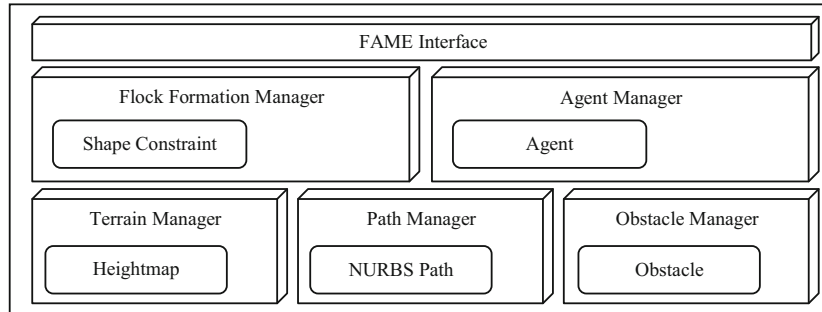 FAME Interface
Flock Formation Manager
Shape Constraint
Agent Manager
Agent
Terrain Manager
Heightmap
Path Manager
NURBS Path
Obstacle Manager
Obstacle